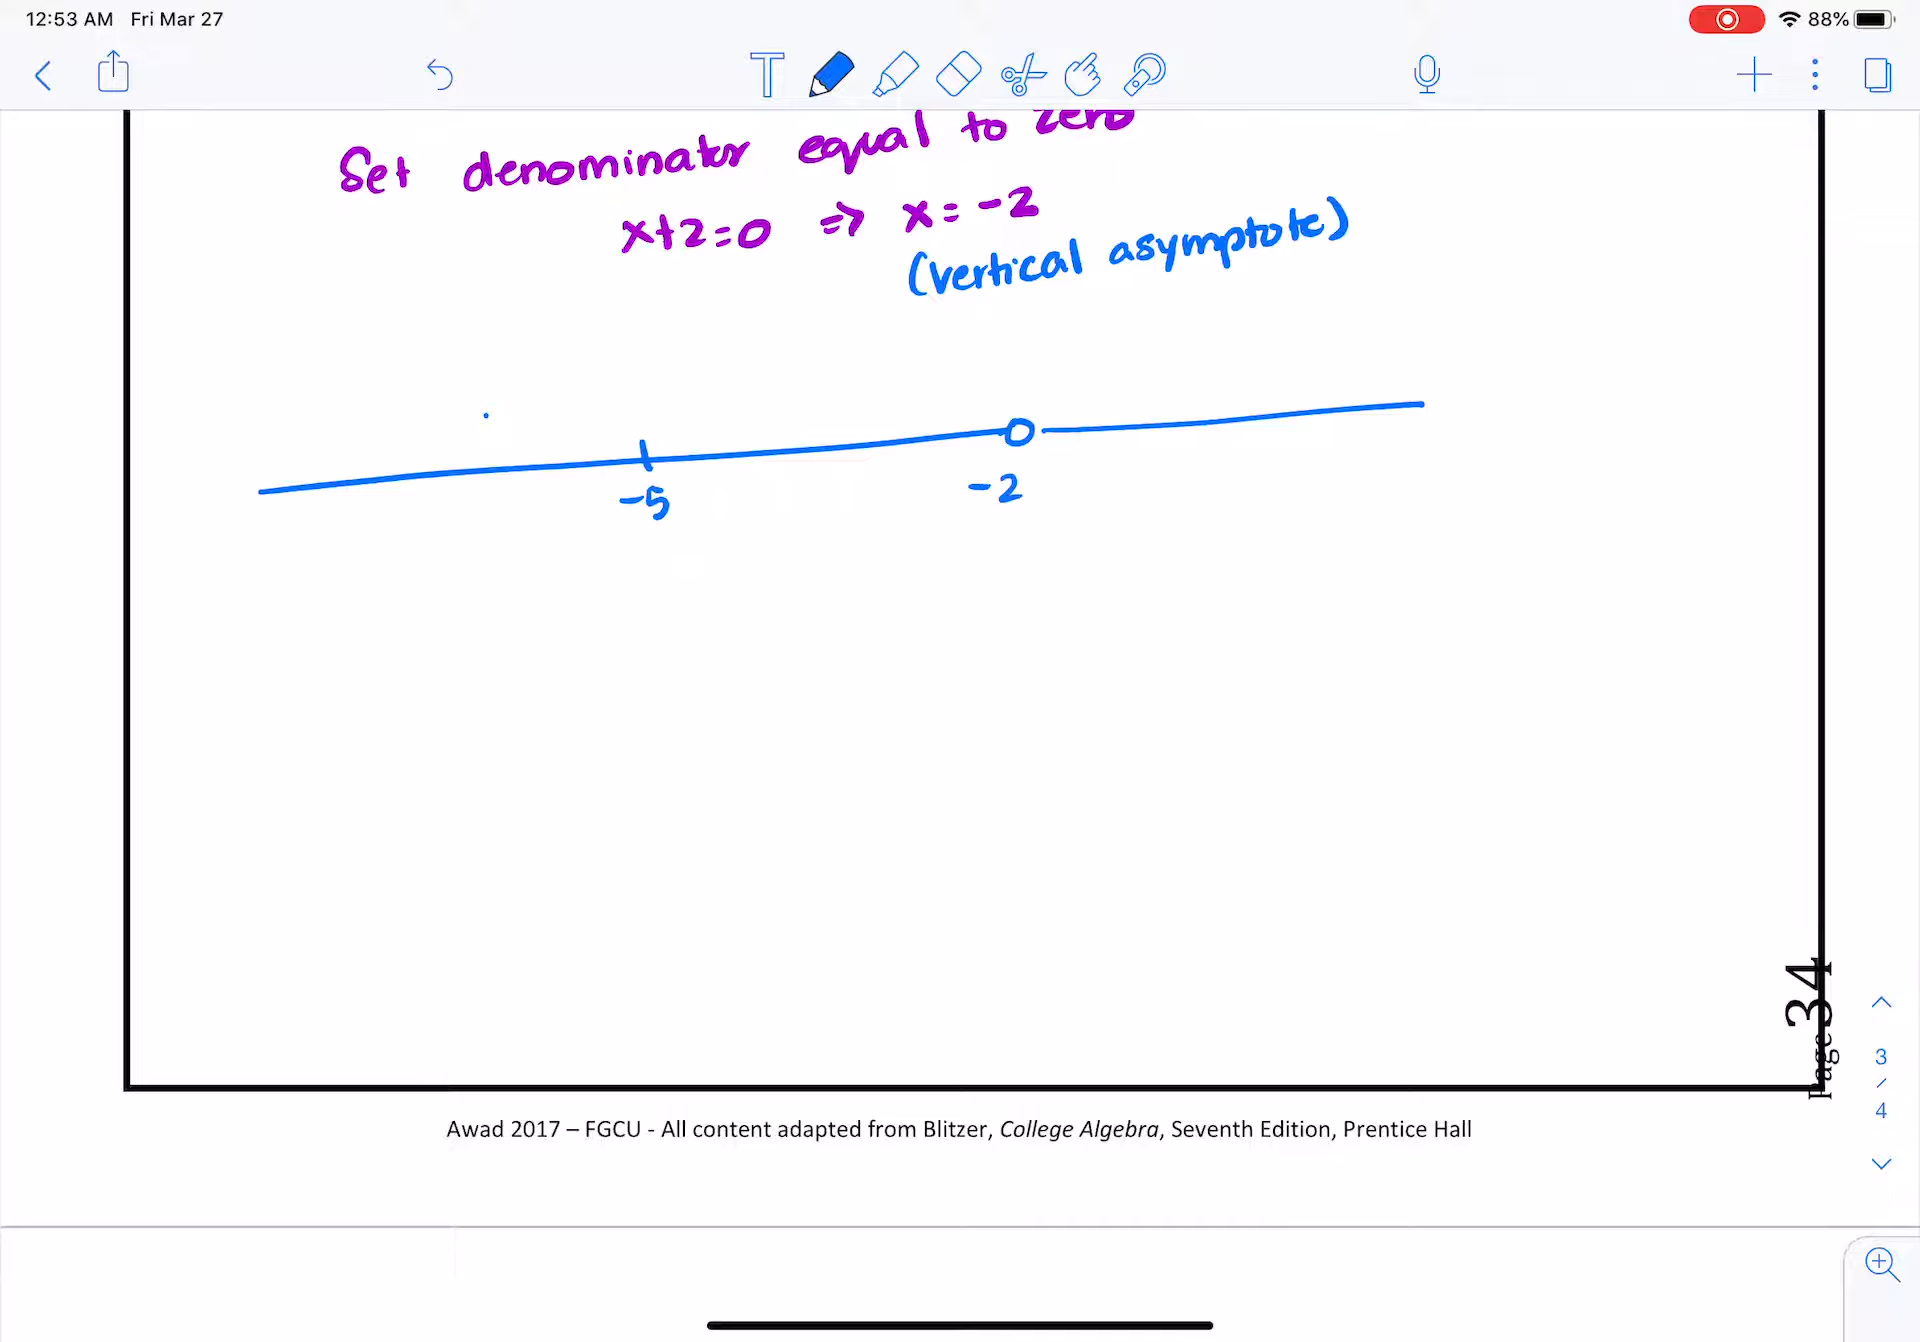 12:53 AM Fri Mar 27
88%
Set denominator equal to zero
x+2=0 => x=-2
(vertical asymptote)
-5
-2
Page 34
3
/
4
Awad 2017 – FGCU - All content adapted from Blitzer, College Algebra, Seventh Edition, Prentice Hall